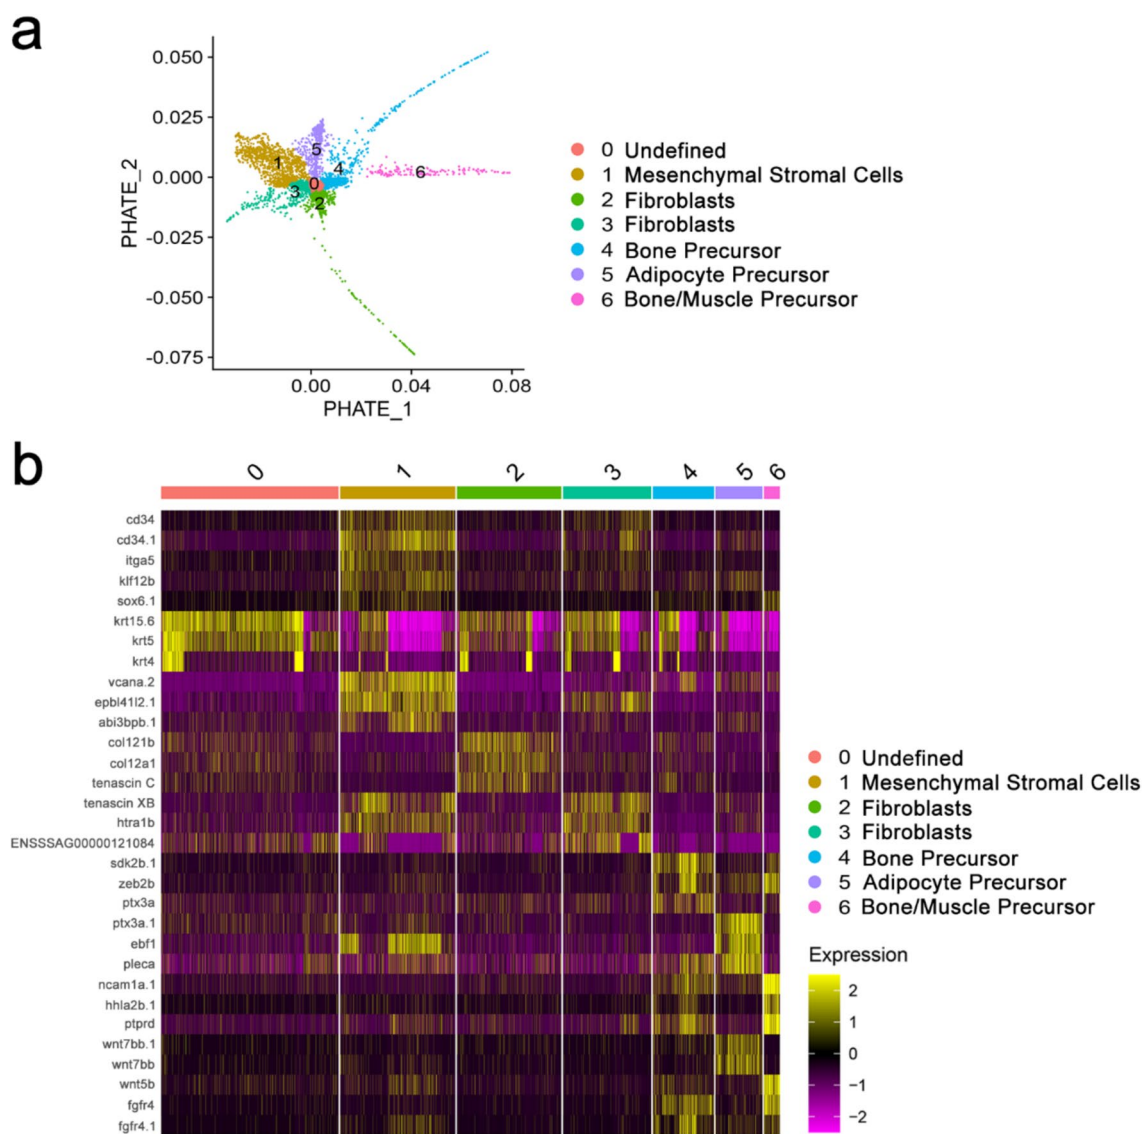 a
0.050
0.025
0.000
-0.025
-0.050
-0.075
PHATE_2
0.00 0.04 0.08
PHATE_1
1
5
4
6
0
3
2
0 Undefined
1 Mesenchymal Stromal Cells
2 Fibroblasts
3 Fibroblasts
4 Bone Precursor
5 Adipocyte Precursor
6 Bone/Muscle Precursor
b
0 1 2 3 4 5 6
cd34
cd34.1
itga5
klf12b
sox6.1
krt15.6
krt5
krt4
vcana.2
epbl41l2.1
abi3bpb.1
col121b
col12a1
tenascin C
tenascin XB
htra1b
ENSSSAG00000121084
sdk2b.1
zeb2b
ptx3a
ptx3a.1
ebf1
pleca
ncam1a.1
hhla2b.1
ptprd
wnt7bb.1
wnt7bb
wnt5b
fgfr4
fgfr4.1
0 Undefined
1 Mesenchymal Stromal Cells
2 Fibroblasts
3 Fibroblasts
4 Bone Precursor
5 Adipocyte Precursor
6 Bone/Muscle Precursor
Expression
2
1
0
−1
−2